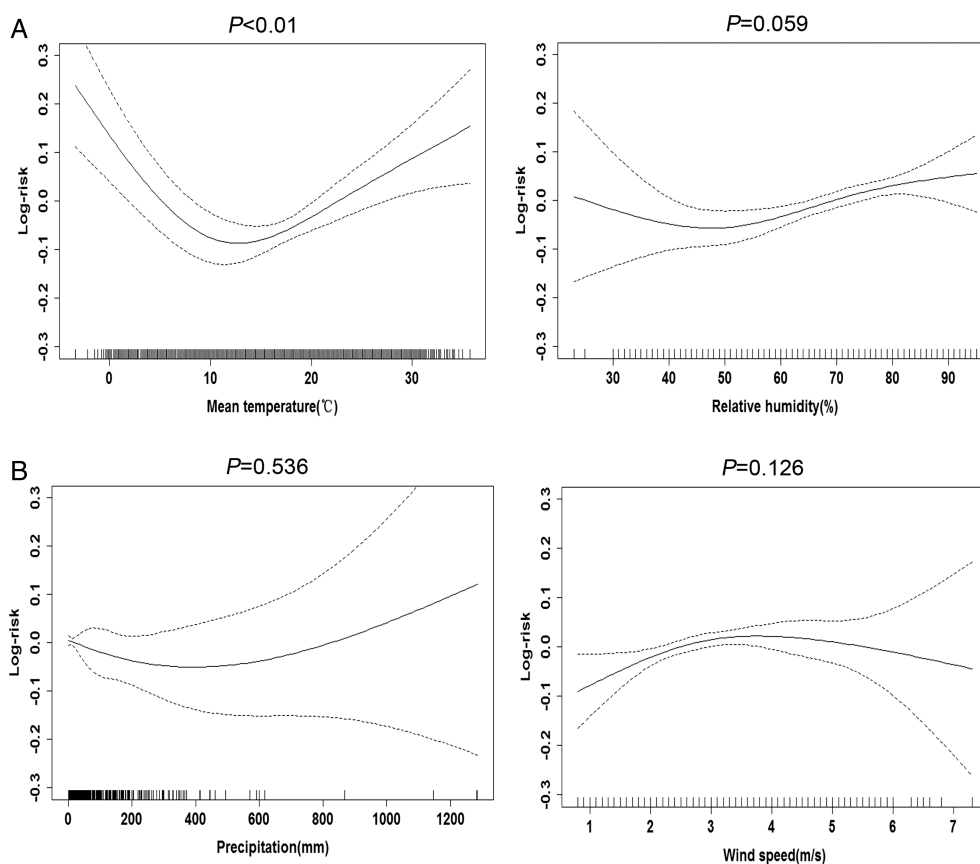 A
P<0.01
P=0.059
Log-risk
0.3
0.2
0.1
0.0
-0.1
-0.2
-0.3
0 10 20 30
Mean temperature(℃)
Log-risk
0.3
0.2
0.1
0.0
-0.1
-0.2
-0.3
30 40 50 60 70 80 90
Relative humidity(%)
B
P=0.536
P=0.126
Log-risk
0.3
0.2
0.1
0.0
-0.1
-0.2
-0.3
0 200 400 600 800 1000 1200
Precipitation(mm)
Log-risk
0.3
0.2
0.1
0.0
-0.1
-0.2
-0.3
1 2 3 4 5 6 7
Wind speed(m/s)